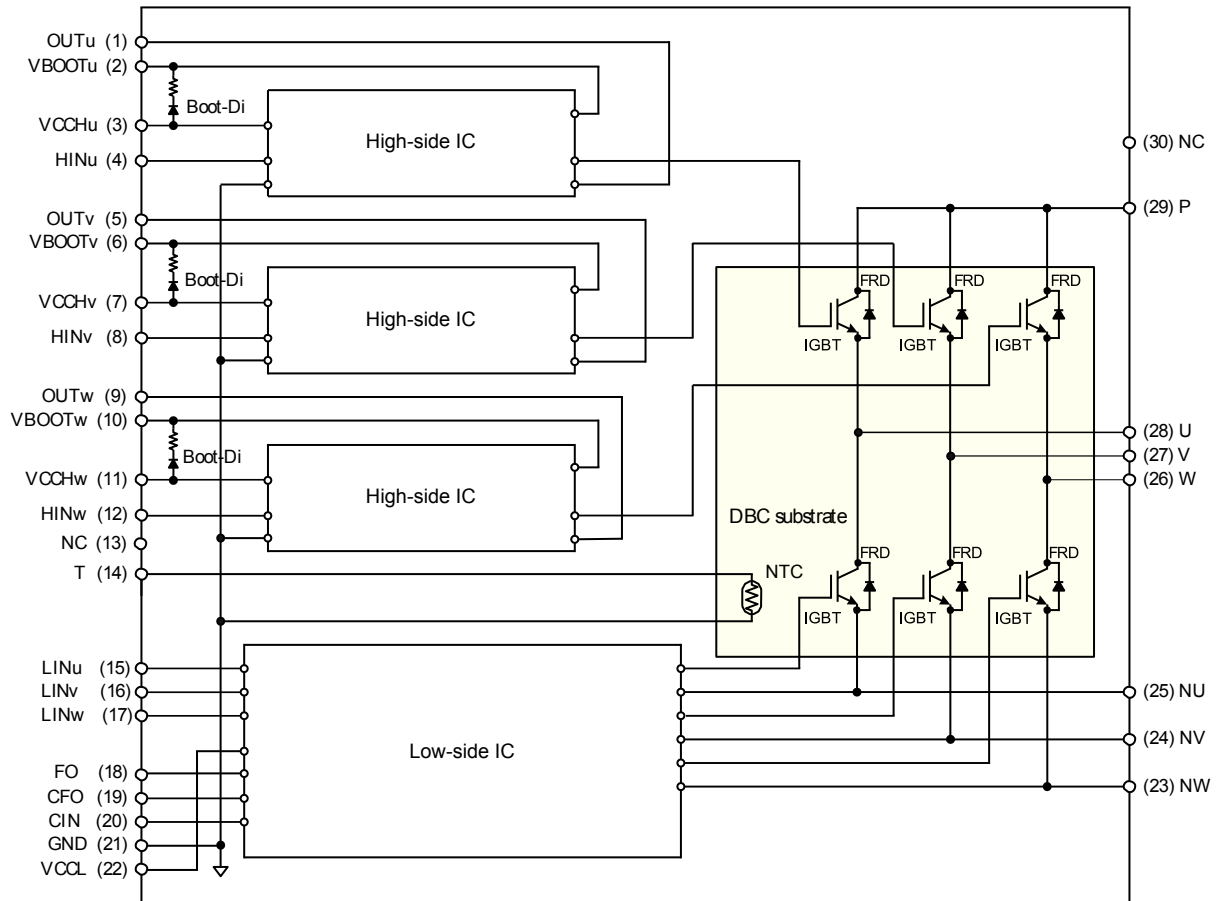 OUTu (1)
VBOOTu (2)
Boot-Di
VCCHu (3)
HINu (4)
High-side IC
OUTv (5)
VBOOTv (6)
Boot-Di
VCCHv (7)
HINv (8)
High-side IC
OUTw (9)
VBOOTw (10)
Boot-Di
VCCHw (11)
HINw (12)
High-side IC
NC (13)
T (14)
LINu (15)
LINv (16)
LINw (17)
FO (18)
CFO (19)
CIN (20)
GND (21)
VCCL (22)
Low-side IC
(30) NC
(29) P
FRD FRD FRD
IGBT IGBT IGBT
(28) U
(27) V
(26) W
DBC substrate
NTC
FRD FRD FRD
IGBT IGBT IGBT
(25) NU
(24) NV
(23) NW